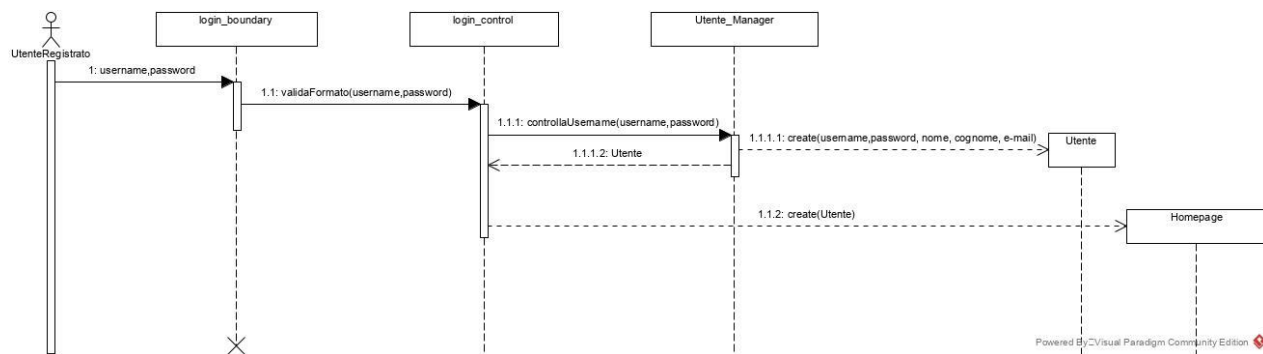 login_boundary
login_control
Utente_Manager
UtenteRegistrato
1: username,password
1.1: validaFormato(username,password)
1.1.1: controllaUsername(username,password)
1.1.1.1: create(username,password, nome, cognome, e-mail)
Utente
1.1.1.2: Utente
1.1.2: create(Utente)
Homepage
Powered By Visual Paradigm Community Edition